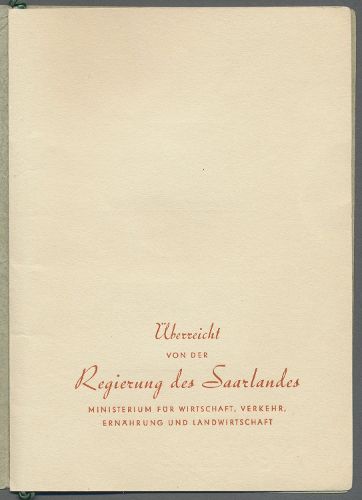 Überreicht
VON DER
Regierung des Saarlandes
MINISTERIUM FÜR WIRTSCHAFT, VERKEHR,
ERNÄHRUNG UND LANDWIRTSCHAFT